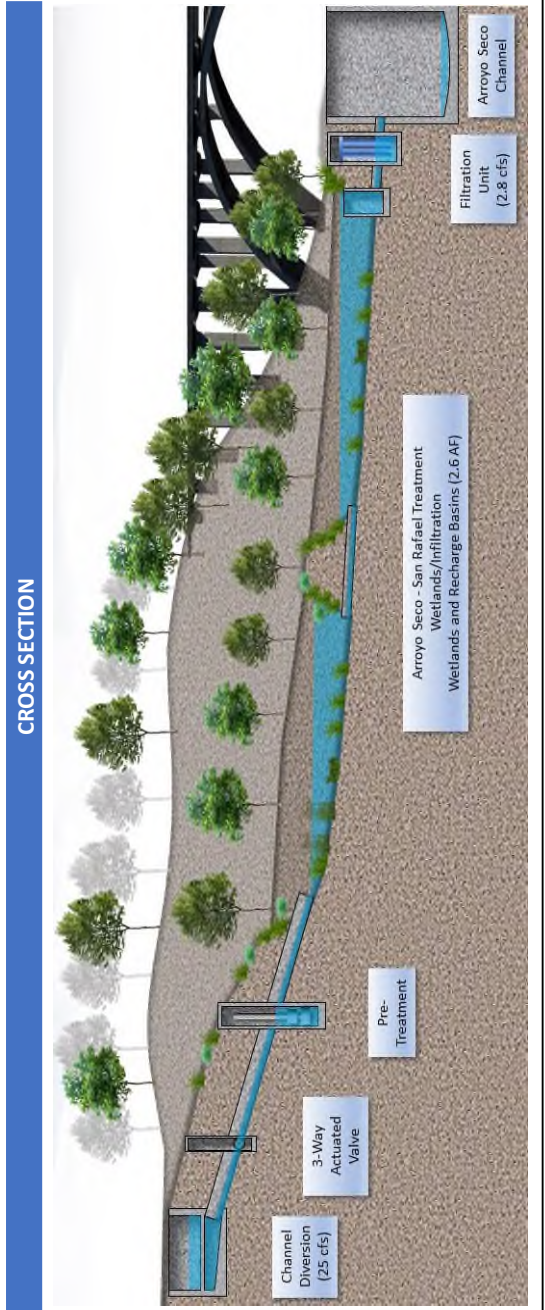 CROSS SECTION
Channel
Diversion
(25 cfs)
3-Way
Actuated
Valve
Pre-
Treatment
Arroyo Seco - San Rafael Treatment
Wetlands/Infiltration
Wetlands and Recharge Basins (2.6 AF)
Filtration
Unit
(2.8 cfs)
Arroyo Seco
Channel